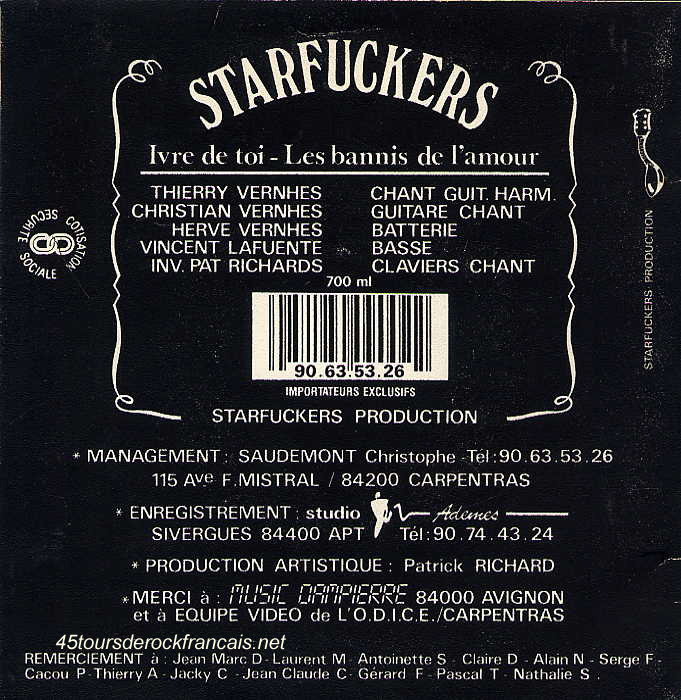 STARFUCKERS
Ivre de toi - Les bannis de l'amour
THIERRY VERNHES CHANT GUIT. HARM.
CHRISTIAN VERNHES GUITARE CHANT
HERVE VERNHES BATTERIE
VINCENT LAFUENTE BASSE
INV. PAT RICHARDS CLAVIERS CHANT
700 ml
90.63.53.26
IMPORTATEURS EXCLUSIFS
STARFUCKERS PRODUCTION
COTISATION
SECURITE
SOCIALE
STARFUCKERS PRODUCTION
* MANAGEMENT : SAUDEMONT Christophe - Tél : 90.63.53.26
115 Ave F. MISTRAL / 84200 CARPENTRAS
* ENREGISTREMENT : studio Ademes
SIVERGUES 84400 APT Tél : 90.74.43.24
* PRODUCTION ARTISTIQUE : Patrick RICHARD
* MERCI à : MUSIC DAMPIERRE 84000 AVIGNON
et à EQUIPE VIDEO de L'O.D.I.C.E./CARPENTRAS
45toursderockfrancais.net
REMERCIEMENT à : Jean Marc D - Laurent M - Antoinette S - Claire D - Alain N - Serge F -
Cacou P - Thierry A - Jacky C - Jean Claude C - Gérard F - Pascal T - Nathalie S .